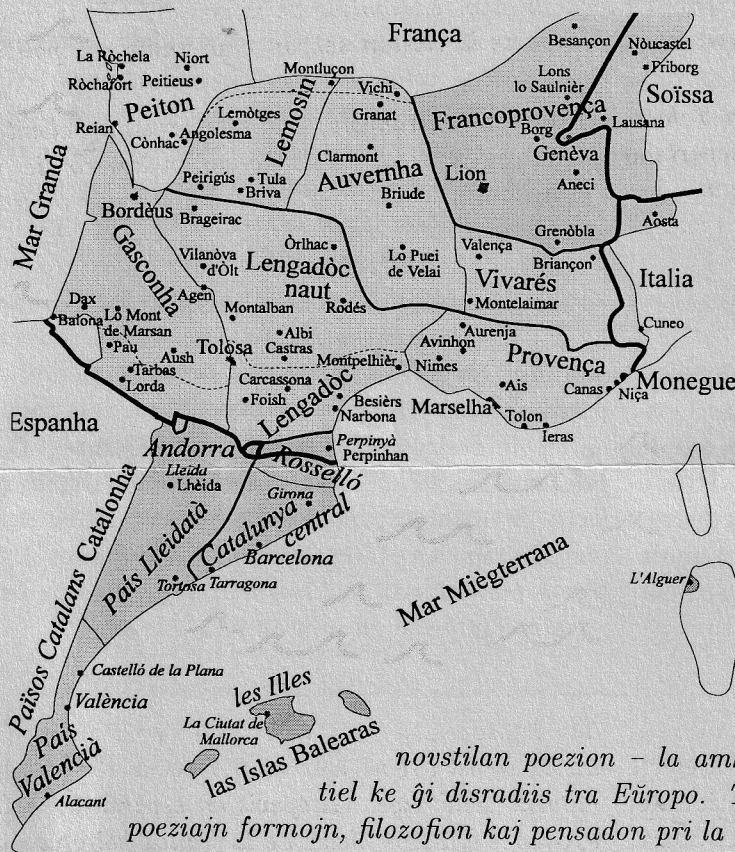 França
Besançon
Nòucastel
La Ròchela
Niort
Friborg
Ròchafort
Peitieus
Montluçon
Vichi
Lons
lo Saulnièr
Soïssa
Peiton
Lemòtges
Lemosin
Granat
Francoprovença
Reian
Angolesma
Borg
Lausana
Cònhac
Clarmont
Genèva
Mar Granda
Auvernha
Lion
Peirigús
Tula
Briva
Aneci
Briude
Bordèus
Brageirac
Aosta
Gasconha
Òrlhac
Grenòbla
Vilanòva
d'Òlt
Lengadòc
naut
Lo Puei
de Velai
Valença
Briançon
Vivarés
Italia
Agen
Rodés
Montelaimar
Dax
Lo Mont
de Marsan
Montalban
Baiona
Albi
Aurenja
Cuneo
Pau
Aush
Tolosa
Castras
Avinhon
Provença
Tarbas
Montpelhièr
Nimes
Lorda
Carcassona
Ais
Canas
Niça
Monegue
Foish
Lengadòc
Besièrs
Narbona
Marselha
Tolon
Ieras
Espanha
Andorra
Perpinyà
Perpinhan
Rosselló
Lleida
Lhèida
Girona
País Lleidatà
Catalunya
central
Barcelona
Tortosa
Tarragona
Mar Miègterrana
L'Alguer
Països Catalans Catalonha
Castelló de la Plana
les Illes
València
La Ciutat de
Mallorca
País
Valencià
las Islas Balearas
Alacant
novstilan poezion – la
tiel ke ĝi disradiis tra Eŭropo.
poeziajn formojn, filozofion kaj pensadon pri la